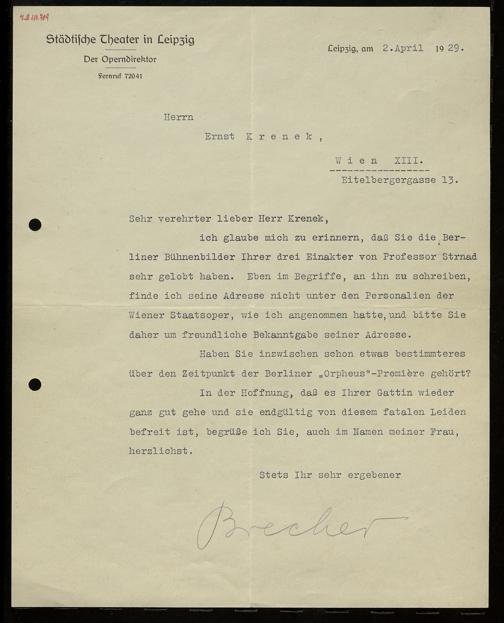 Städtische Theater in Leipzig
Der Operndirektor
Fernruf 72041
Leipzig, am 2.April 1929.
Herrn
Ernst Krenek,
Wien XIII.
Eitelbergergasse 13.
Sehr verehrter lieber Herr Krenek,
ich glaube mich zu erinnern, daß Sie die Ber-
liner Bühnenbilder Ihrer drei Einakter von Professor Strnad
sehr gelobt haben. Eben im Begriffe, an ihn zu schreiben,
finde ich seine Adresse nicht unter den Personalien der
Wiener Staatsoper, wie ich angenommen hatte, und bitte Sie
daher um freundliche Bekanntgabe seiner Adresse.
Haben Sie inzwischen schon etwas bestimmteres
über den Zeitpunkt der Berliner „Orpheus"-Première gehört?
In der Hoffnung, daß es Ihrer Gattin wieder
ganz gut gehe und sie endgültig von diesem fatalen Leiden
befreit ist, begrüße ich Sie, auch im Namen meiner Frau,
herzlichst.
Stets Ihr sehr ergebener
Brecher